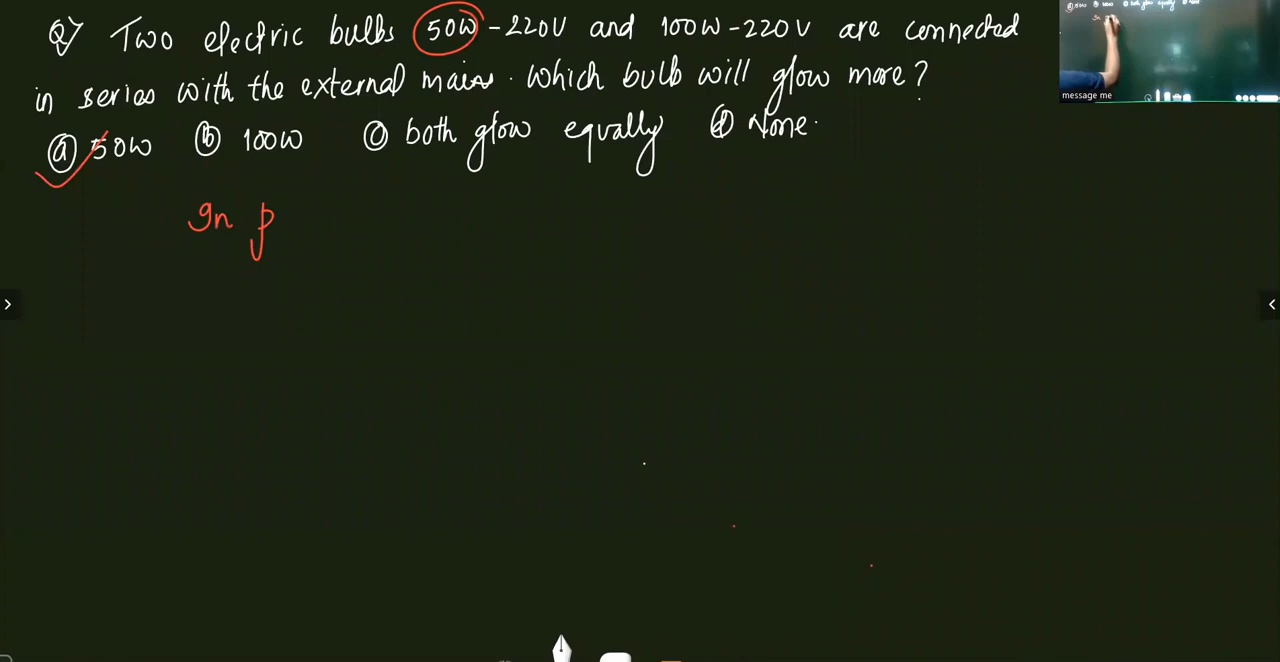 Q> Two electric bulbs 50W-220V and 100W-220V are connected
in series with the external mains. Which bulb will glow more?
(a) 50W (b) 100W (c) both glow equally (d) None.
In p
message me